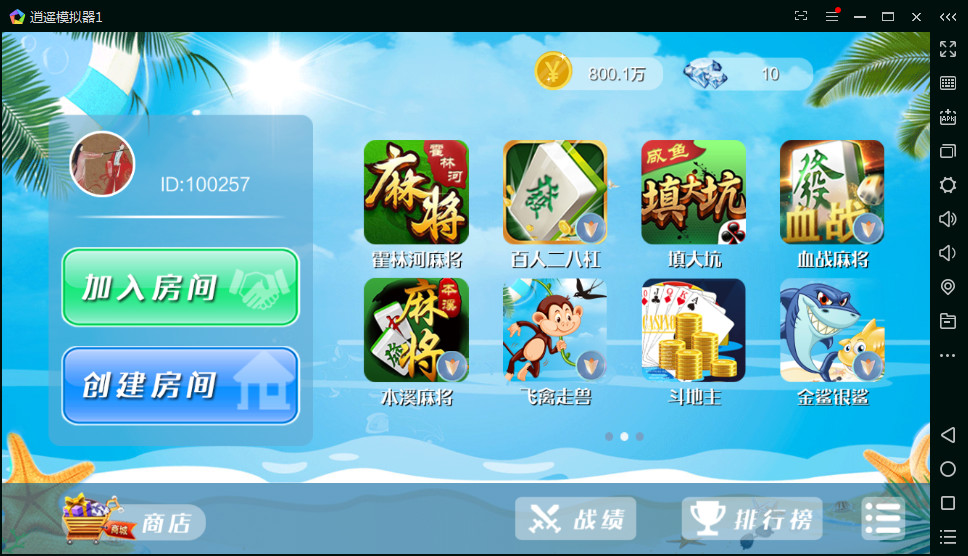 逍遥模拟器1
800.1万
10
ID:100257
加入房间
创建房间
霍林河
麻将
霍林河麻将
發
百人二八杠
咸鱼
填大坑
填大坑
發
血战
血战麻将
本溪
麻将
本溪麻将
飞禽走兽
CASINO
斗地主
金鲨银鲨
商城
商店
战绩
排行榜
APK